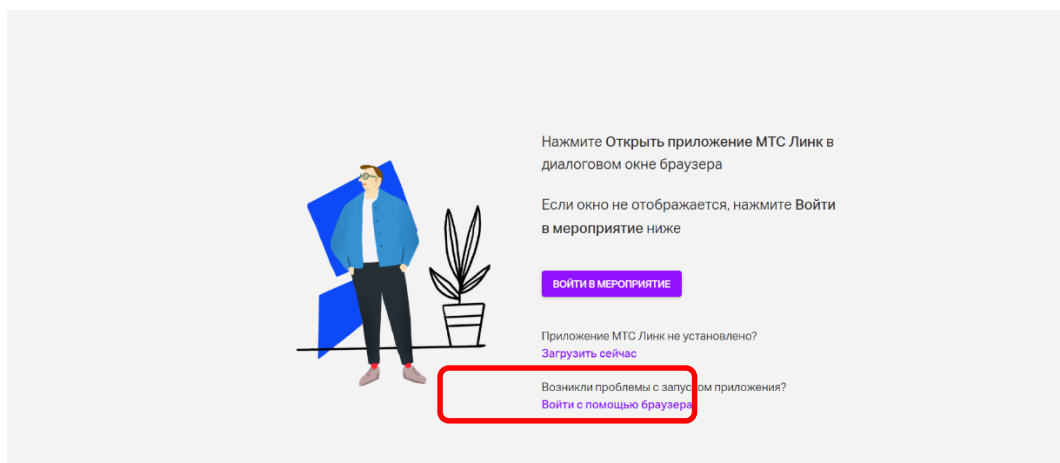 Нажмите Открыть приложение МТС Линк в
диалоговом окне браузера
Если окно не отображается, нажмите Войти
в мероприятие ниже
ВОЙТИ В МЕРОПРИЯТИЕ
Приложение МТС Линк не установлено?
Загрузить сейчас
Возникли проблемы с запуском приложения?
Войти с помощью браузера